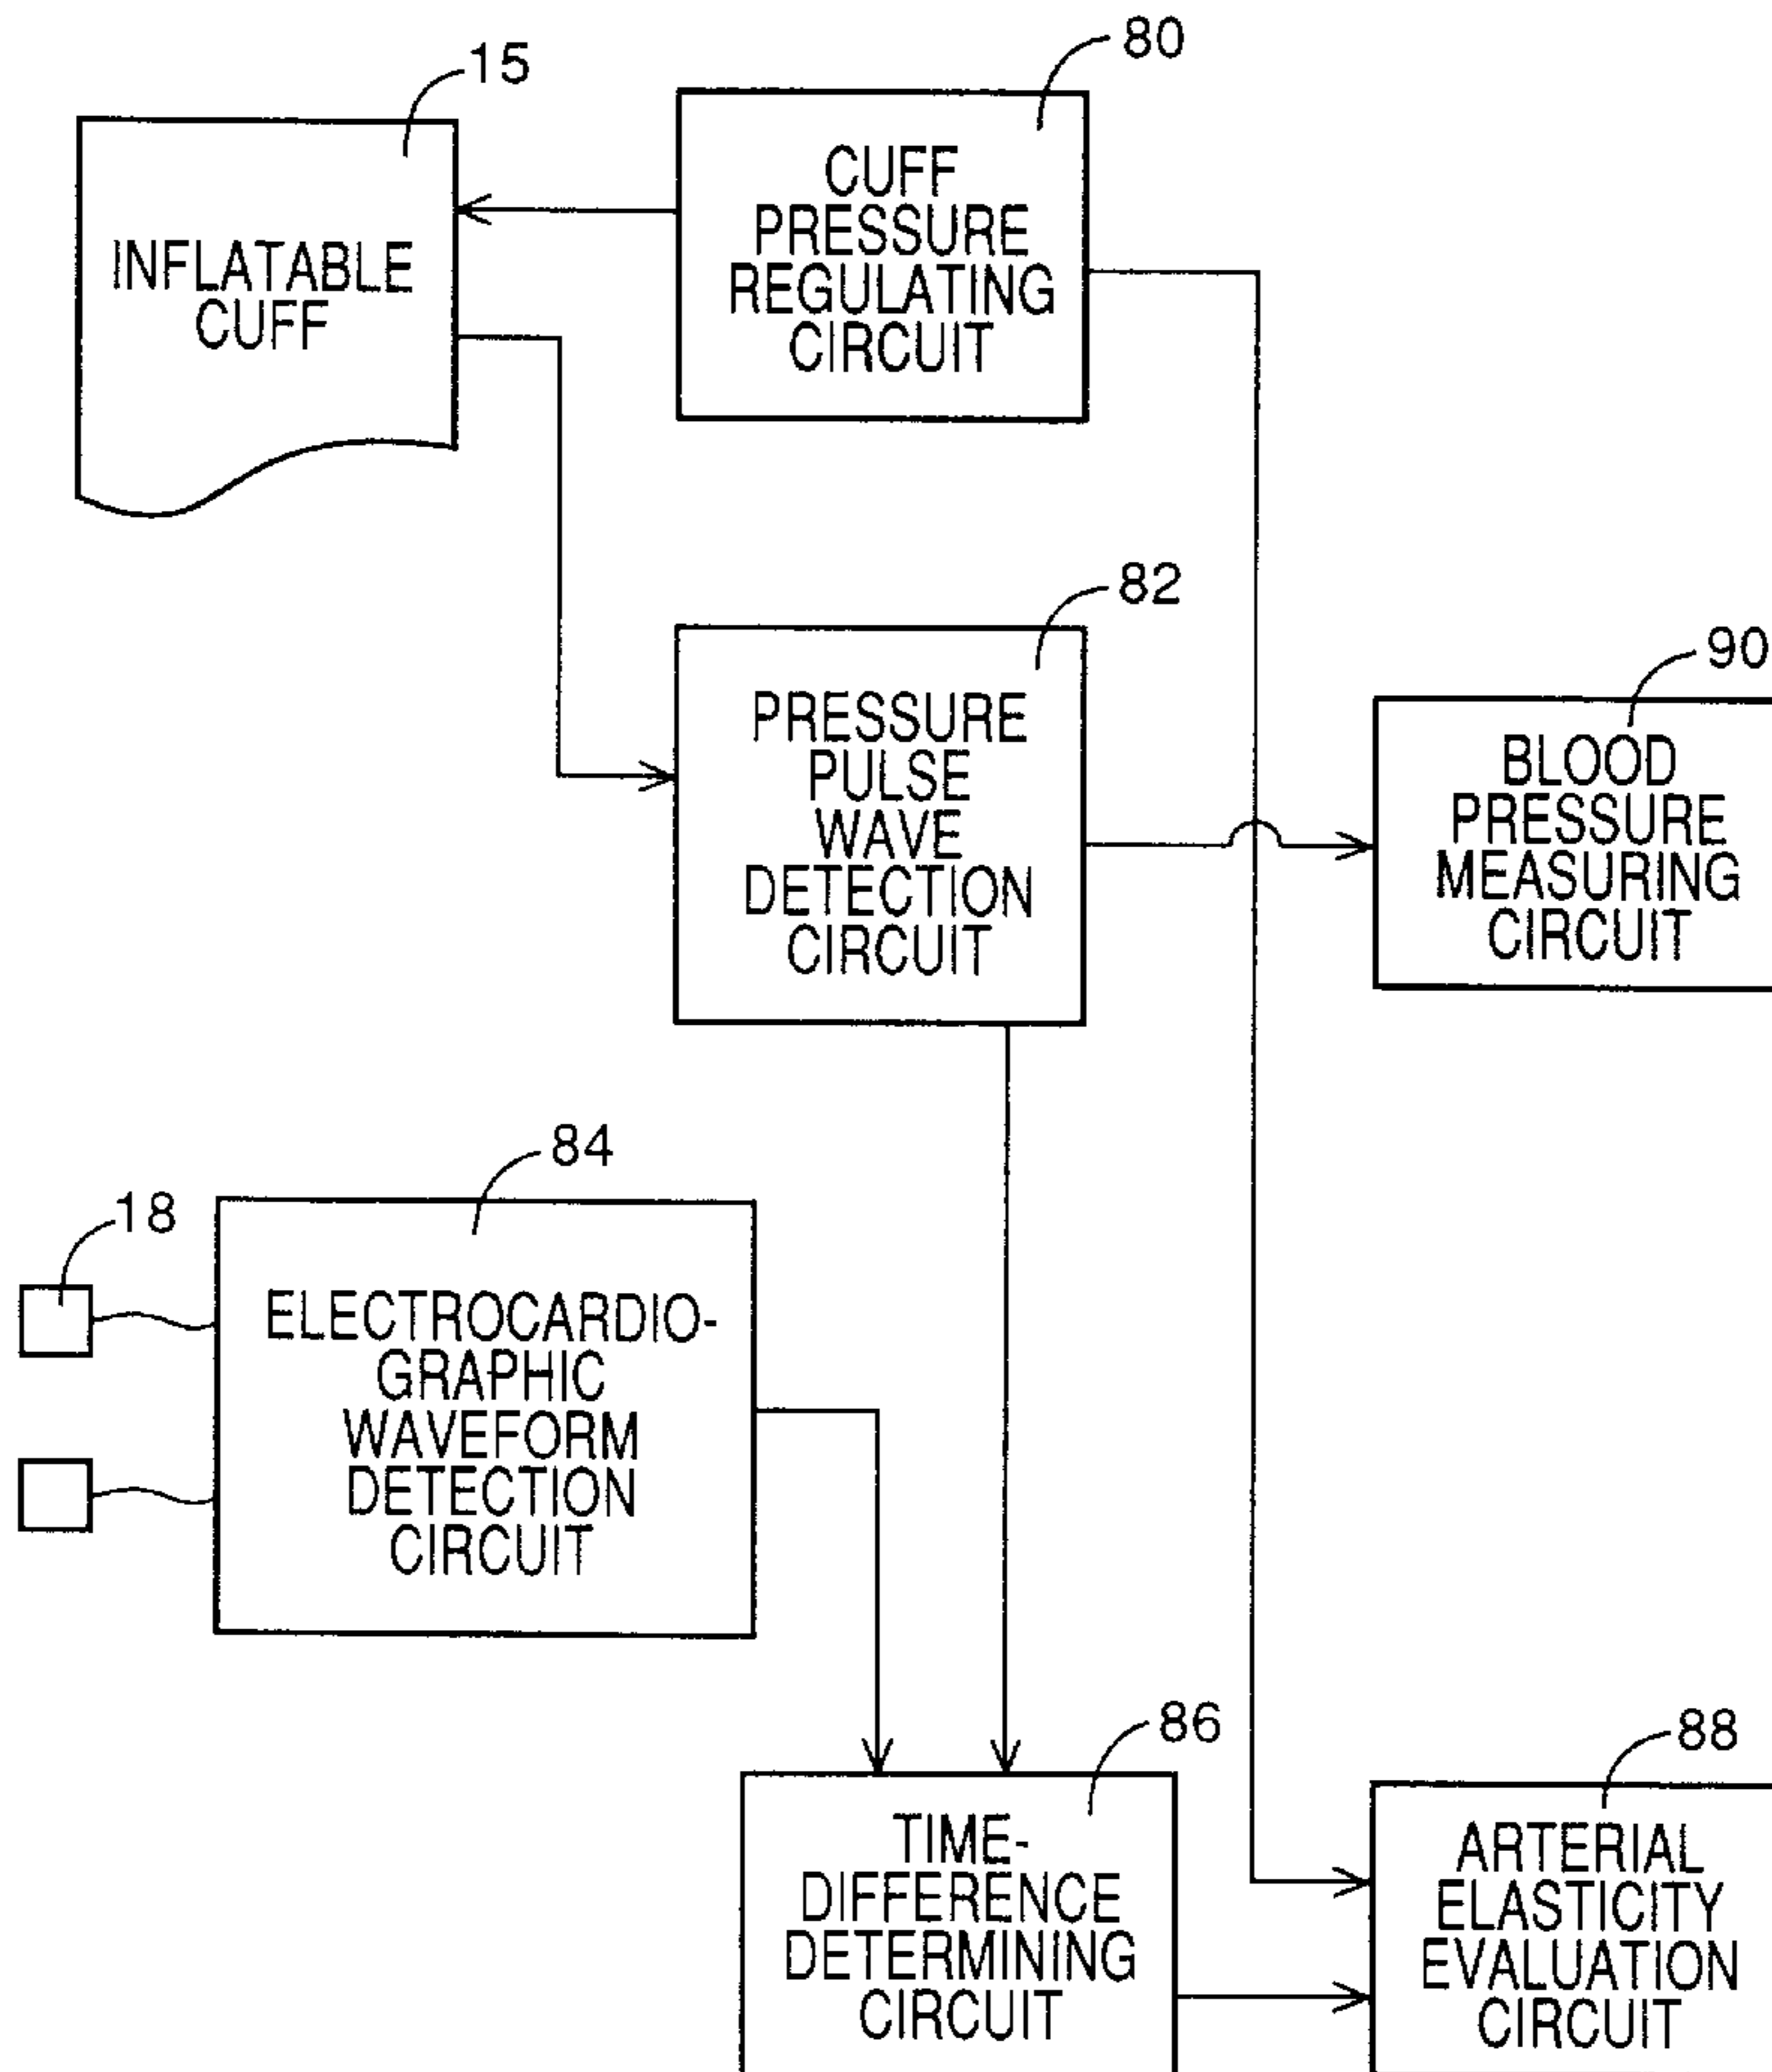 15
INFLATABLE
CUFF
80
CUFF
PRESSURE
REGULATING
CIRCUIT
82
PRESSURE
PULSE
WAVE
DETECTION
CIRCUIT
90
BLOOD
PRESSURE
MEASURING
CIRCUIT
18
84
ELECTROCARDIO-
GRAPHIC
WAVEFORM
DETECTION
CIRCUIT
86
TIME-
DIFFERENCE
DETERMINING
CIRCUIT
88
ARTERIAL
ELASTICITY
EVALUATION
CIRCUIT